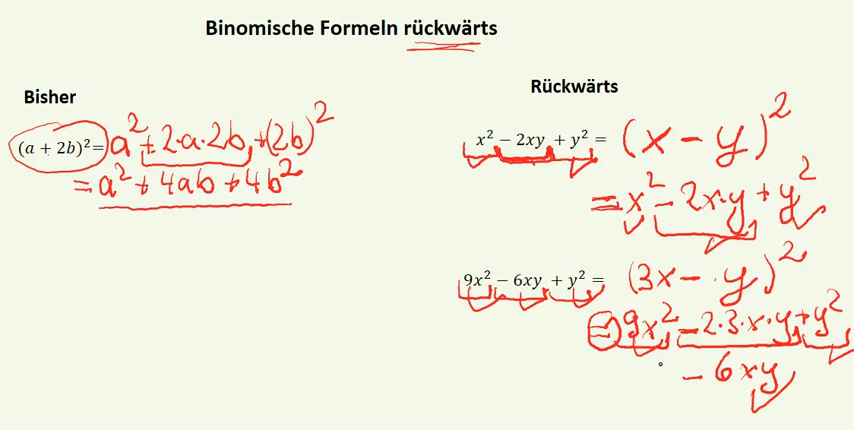 Binomische Formeln rückwärts
Bisher
(a + 2b)²= a² + 2·a·2b + (2b)²
= a² + 4ab + 4b²
Rückwärts
x² − 2xy + y² = (x − y)²
= x² − 2x·y + y²
9x² − 6xy + y² = (3x − y)²
= 9x² − 2·3·x·y + y²
− 6xy